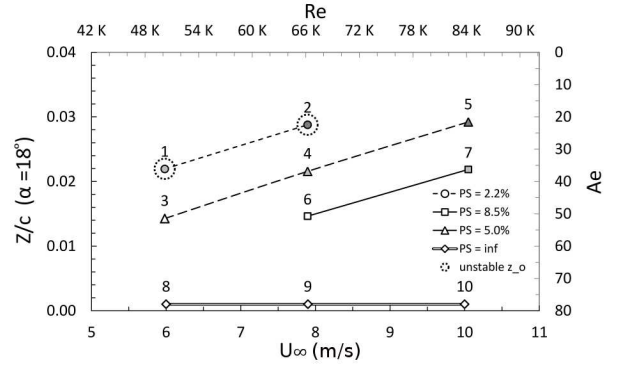 Re
42 K 48 K 54 K 60 K 66 K 72 K 78 K 84 K 90 K
0.04
0.03
0.02
0.01
0.00
Z/c (α =18°)
0
10
20
30
40
50
60
70
80
Ae
1
2
3
4
5
6
7
8
9
10
PS = 2.2%
PS = 8.5%
PS = 5.0%
PS = inf
unstable z_o
5 6 7 8 9 10 11
U∞ (m/s)